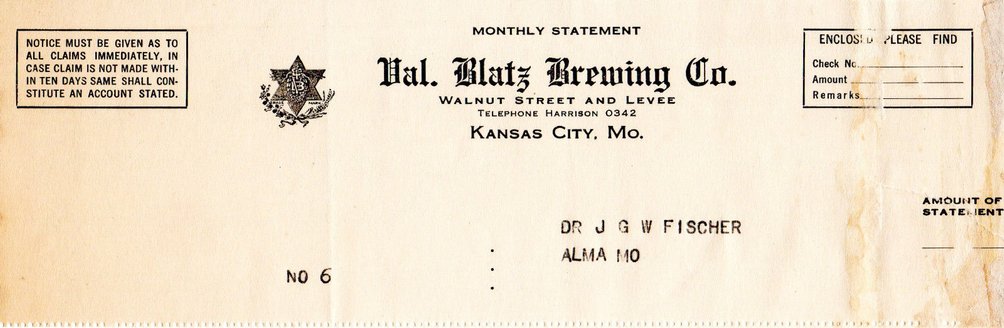 MONTHLY STATEMENT
NOTICE MUST BE GIVEN AS TO
ALL CLAIMS IMMEDIATELY, IN
CASE CLAIM IS NOT MADE WITH-
IN TEN DAYS SAME SHALL CON-
STITUTE AN ACCOUNT STATED.
Val. Blatz Brewing Co.
WALNUT STREET AND LEVEE
TELEPHONE HARRISON 0342
KANSAS CITY, MO.
ENCLOSED PLEASE FIND
Check No.
Amount
Remarks
AMOUNT OF
STATEMENT
DR J G W FISCHER
ALMA MO
NO 6